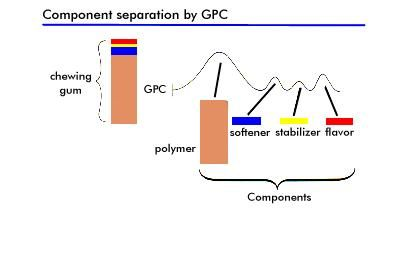 Component separation by GPC
chewing
gum
GPC
softener
stabilizer
flavor
polymer
Components